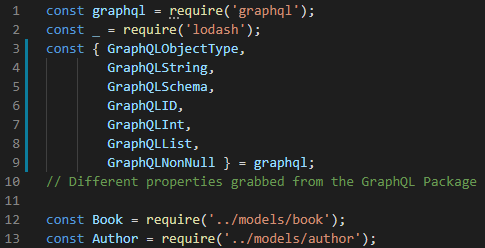 1 const graphql = require('graphql');
2 const _ = require('lodash');
3 const { GraphQLObjectType,
4 GraphQLString,
5 GraphQLSchema,
6 GraphQLID,
7 GraphQLInt,
8 GraphQLList,
9 GraphQLNonNull } = graphql;
10 // Different properties grabbed from the GraphQL Package
11
12 const Book = require('../models/book');
13 const Author = require('../models/author');